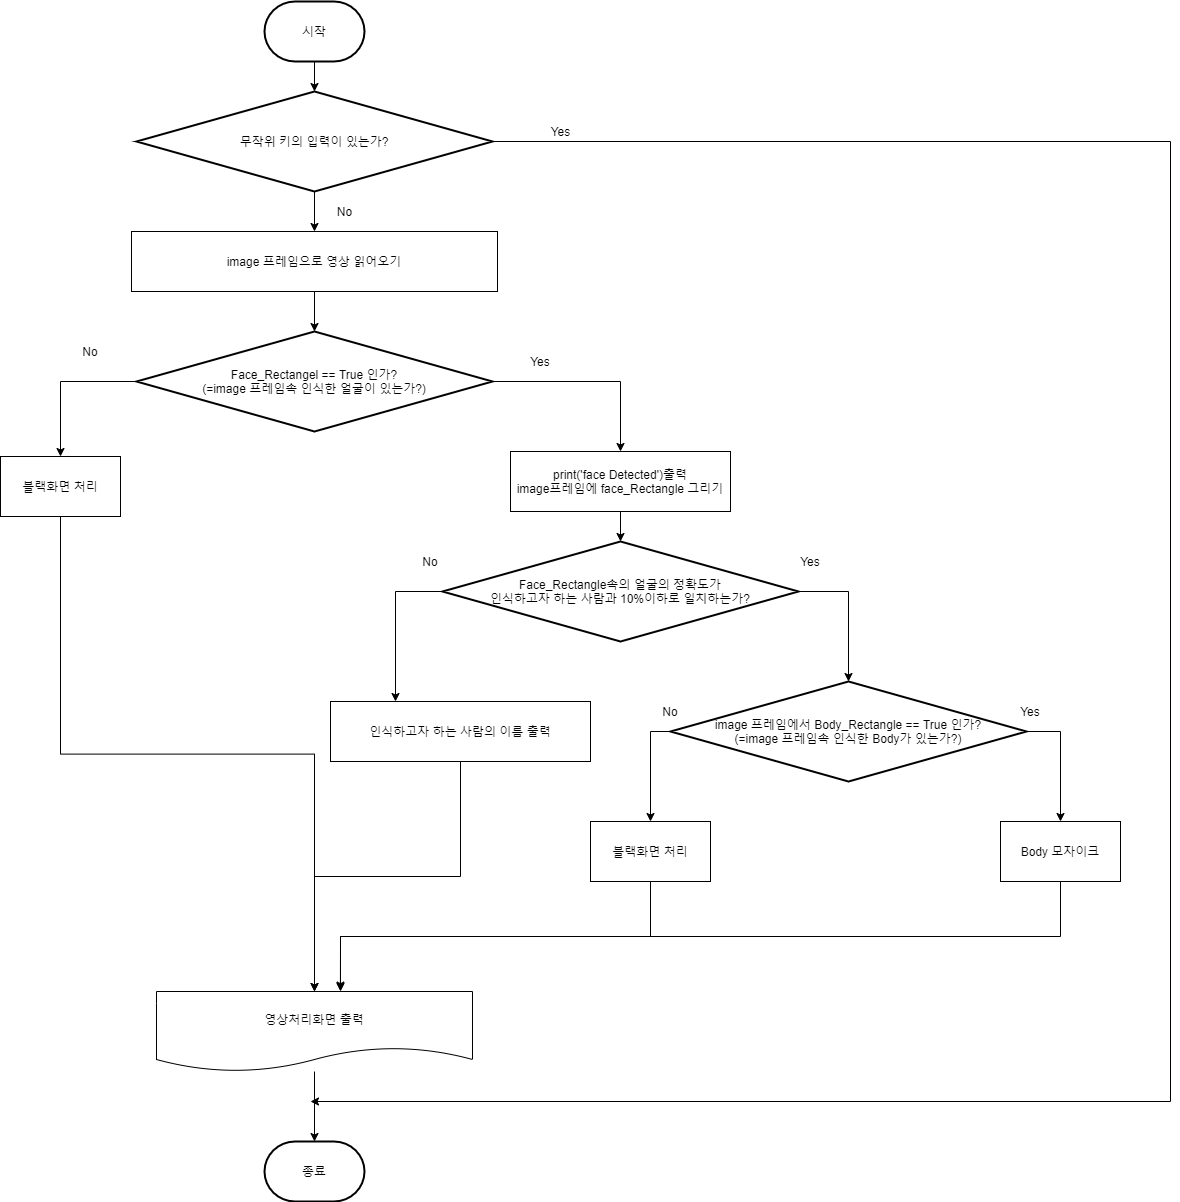 시작
무작위 키의 입력이 있는가?
Yes
No
image 프레임으로 영상 읽어오기
No
Face_Rectangel == True 인가?
(=image 프레임속 인식한 얼굴이 있는가?)
Yes
블랙화면 처리
print('face Detected')출력
image프레임에 face_Rectangle 그리기
No
Face_Rectangle속의 얼굴의 정확도가
인식하고자 하는 사람과 10%이하로 일치하는가?
Yes
인식하고자 하는 사람의 이름 출력
No
image 프레임에서 Body_Rectangle == True 인가?
(=image 프레임속 인식한 Body가 있는가?)
Yes
블랙화면 처리
Body 모자이크
영상처리화면 출력
종료